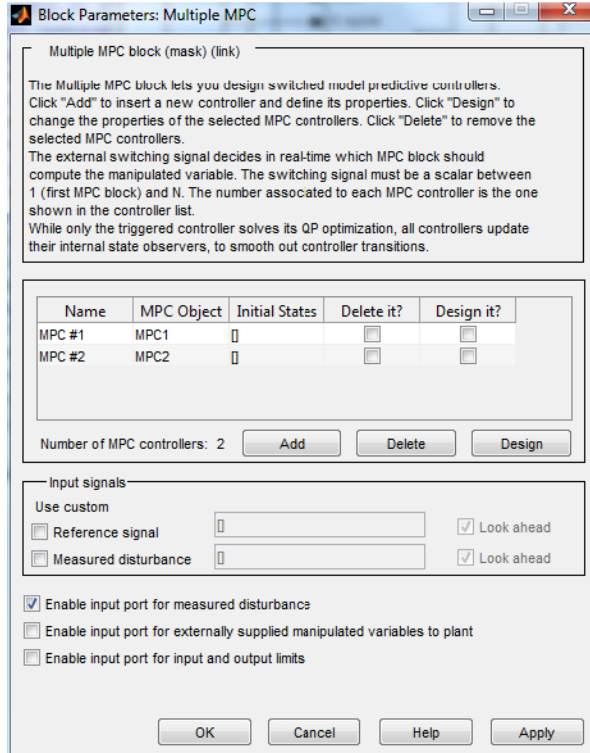 Block Parameters: Multiple MPC
Multiple MPC block (mask) (link)
The Multiple MPC block lets you design switched model predictive controllers.
Click "Add" to insert a new controller and define its properties. Click "Design" to
change the properties of the selected MPC controllers. Click "Delete" to remove the
selected MPC controllers.
The external switching signal decides in real-time which MPC block should
compute the manipulated variable. The switching signal must be a scalar between
1 (first MPC block) and N. The number assocated to each MPC controller is the one
shown in the controller list.
While only the triggered controller solves its QP optimization, all controllers update
their internal state observers, to smooth out controller transitions.
Name MPC Object Initial States Delete it? Design it?
MPC #1 MPC1 []
MPC #2 MPC2 []
Number of MPC controllers: 2 Add Delete Design
Input signals
Use custom
Reference signal [] Look ahead
Measured disturbance [] Look ahead
Enable input port for measured disturbance
Enable input port for externally supplied manipulated variables to plant
Enable input port for input and output limits
OK Cancel Help Apply